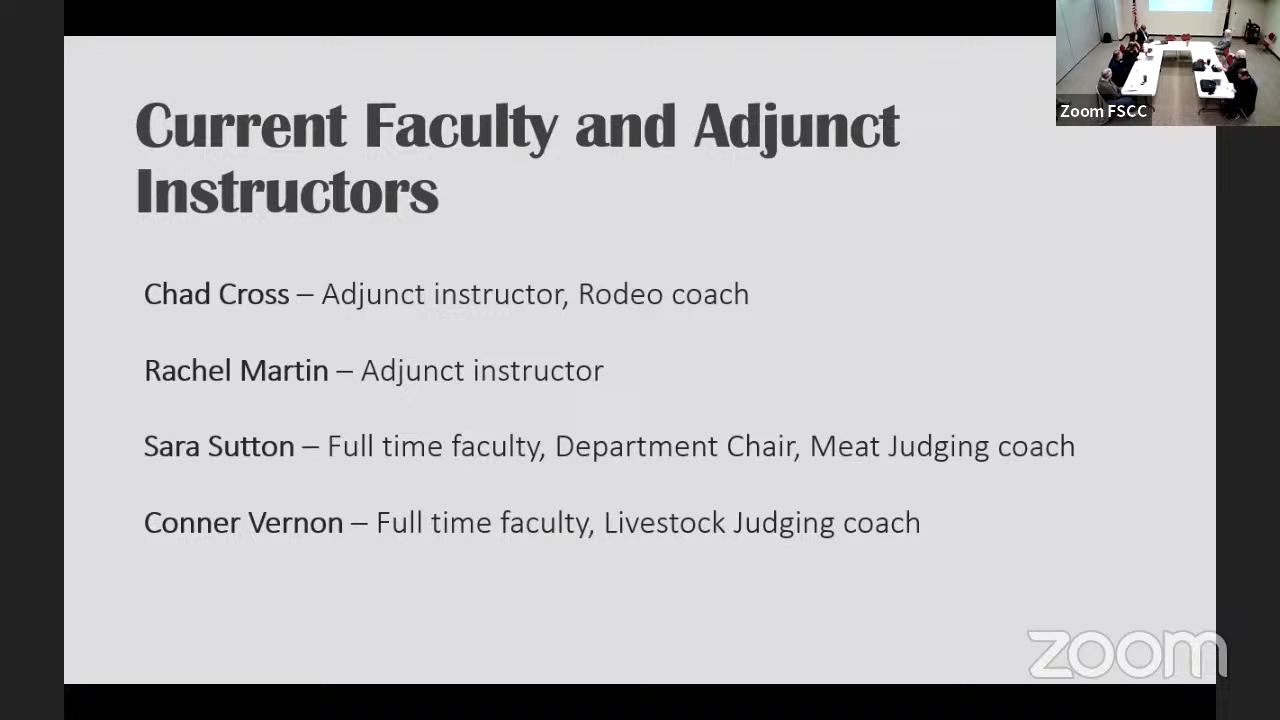 Zoom FSCC
Current Faculty and Adjunct
Instructors
Chad Cross – Adjunct instructor, Rodeo coach
Rachel Martin – Adjunct instructor
Sara Sutton – Full time faculty, Department Chair, Meat Judging coach
Conner Vernon – Full time faculty, Livestock Judging coach
zoom